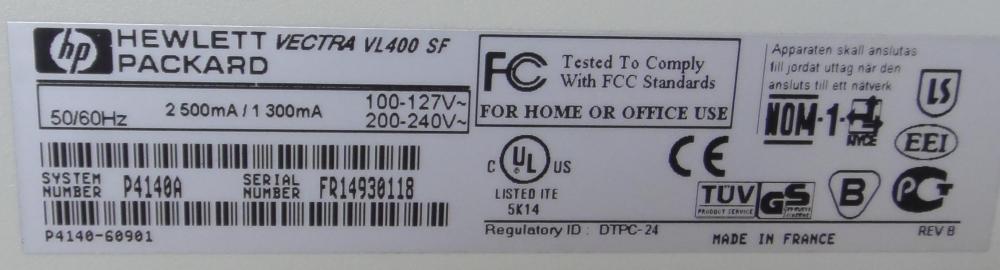 hp HEWLETT PACKARD VECTRA VL400 SF
50/60Hz 2 500mA / 1 300mA 100-127V~ 200-240V~
FC Tested To Comply
With FCC Standards
FOR HOME OR OFFICE USE
Apparaten skall anslutas
till jordat uttag när den
ansluts till ett nätverk
NOM-1-
NYCE
LS
EEI
SYSTEM NUMBER P4140A SERIAL NUMBER FR14930118
P4140-60901
C UL US
LISTED ITE
5K14
Regulatory ID : DTPC-24
CE
TÜV
PRODUCT SERVICE
GS
B
PCT
MADE IN FRANCE
REV B